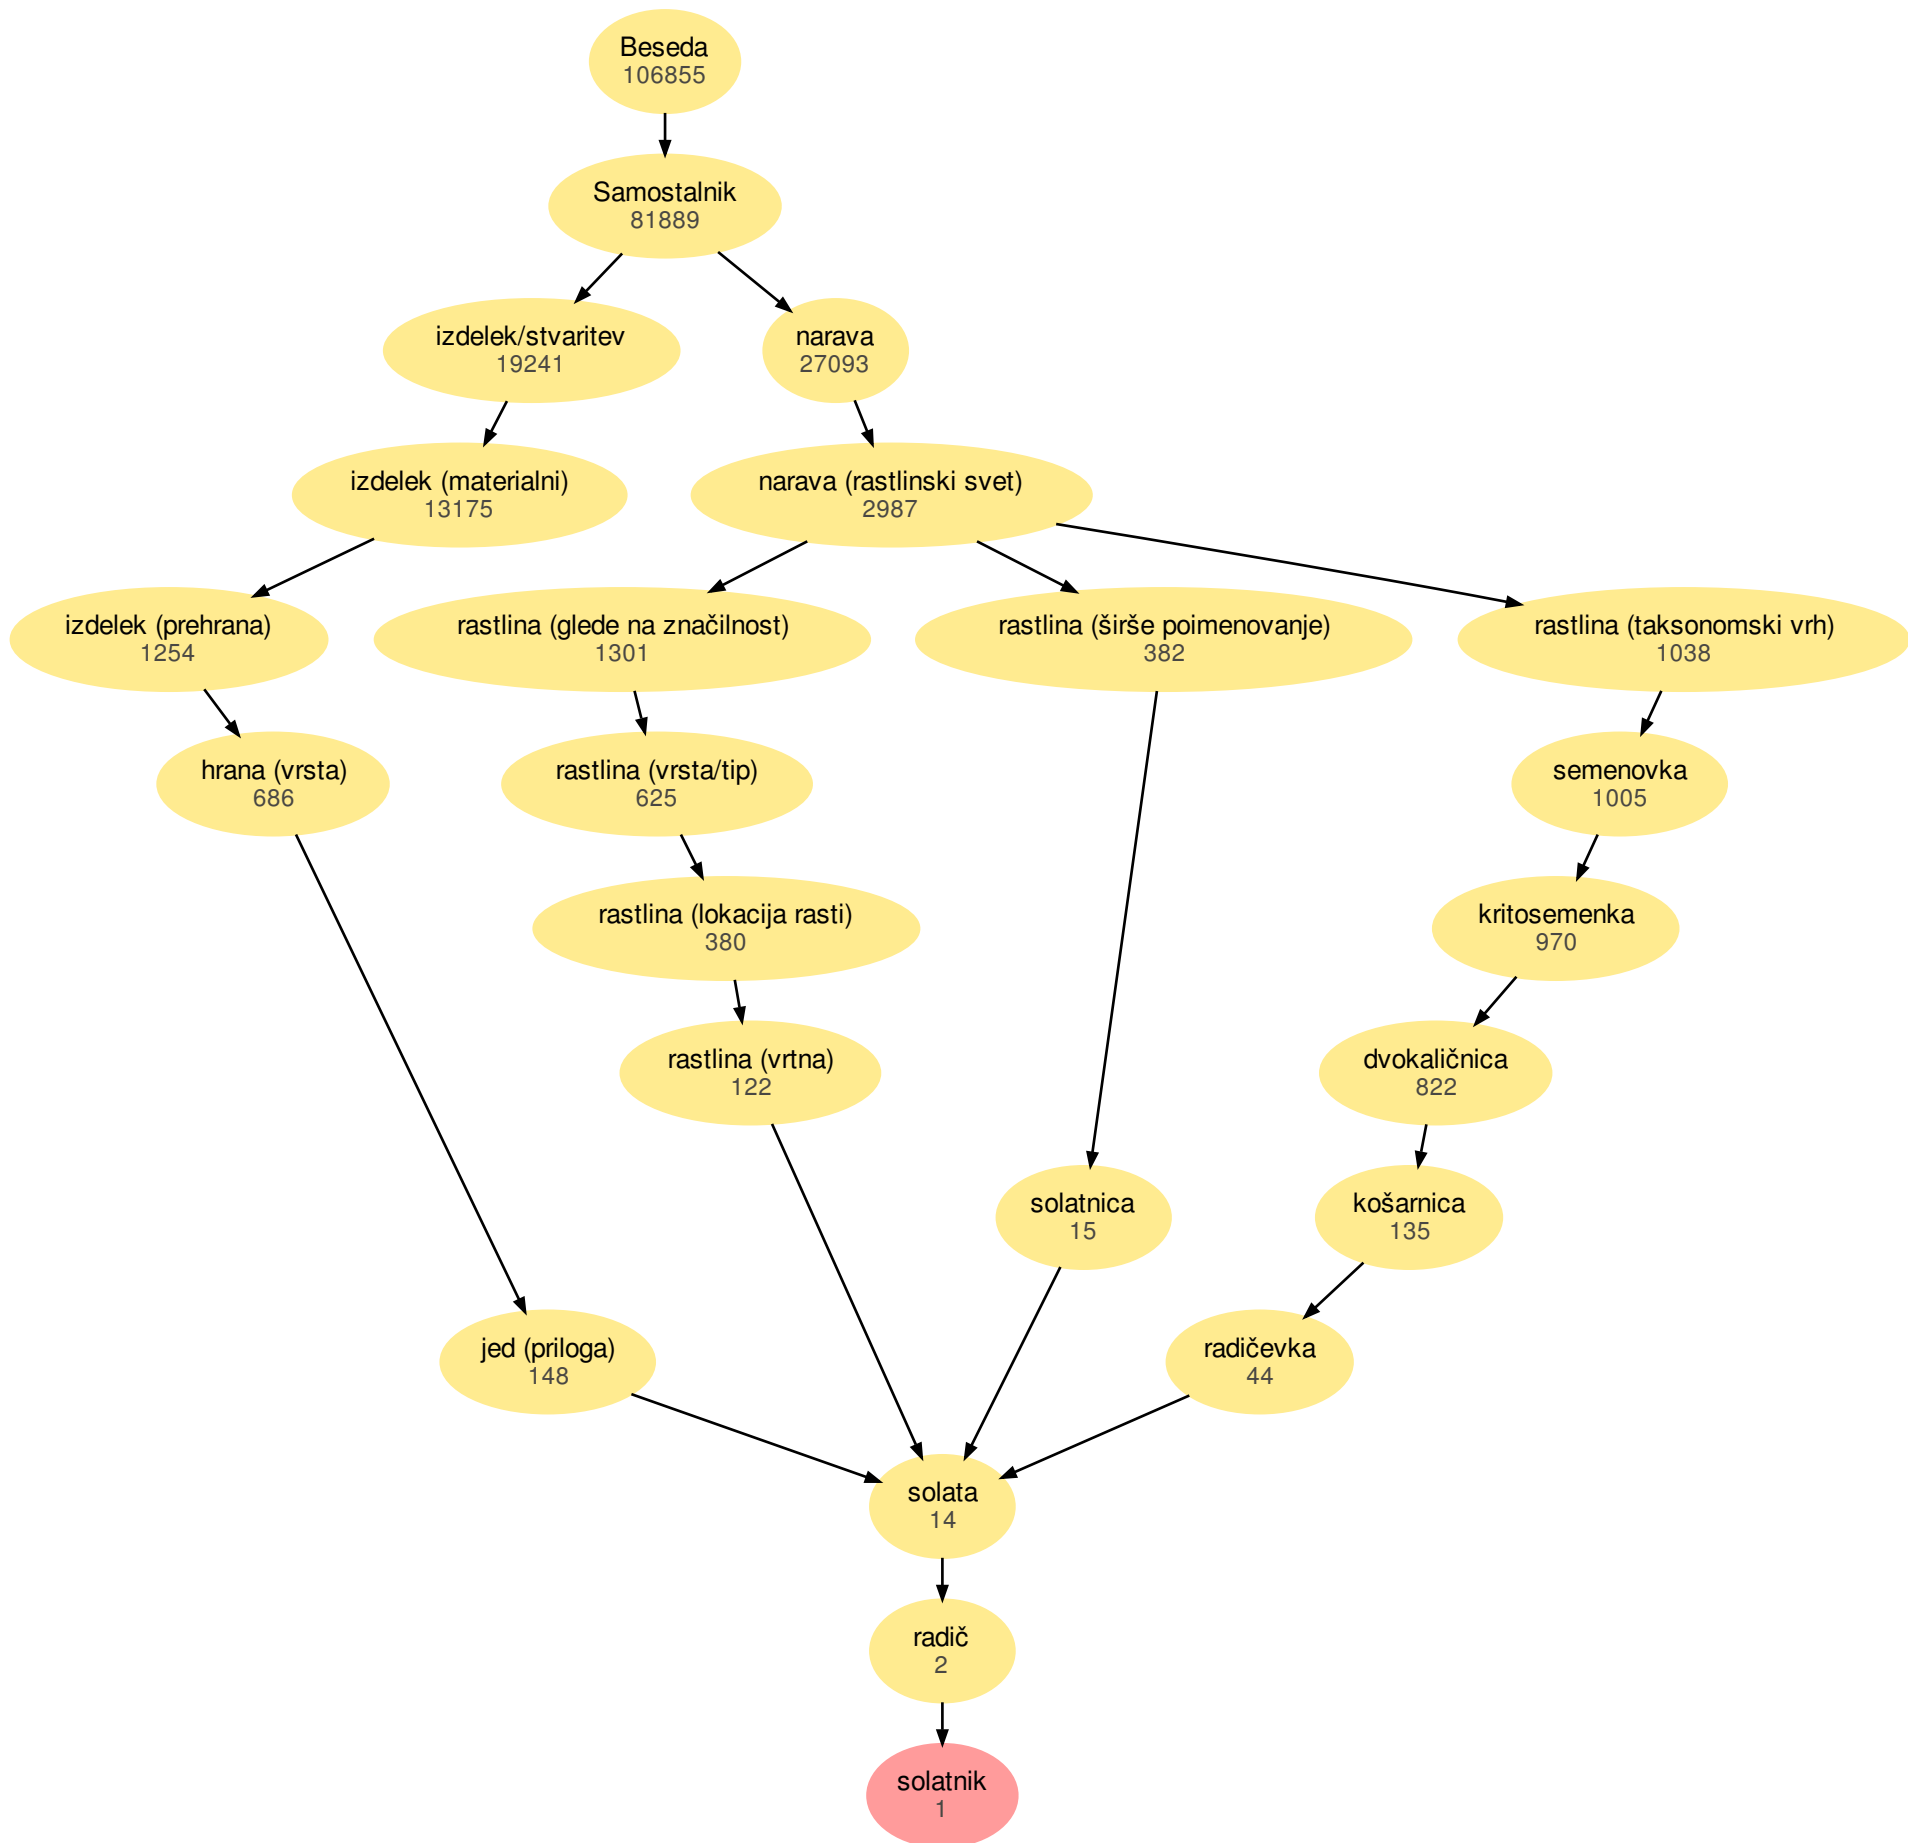 Beseda
106855
Samostalnik
81889
izdelek/stvaritev
19241
narava
27093
izdelek (materialni)
13175
narava (rastlinski svet)
2987
izdelek (prehrana)
1254
rastlina (glede na značilnost)
1301
rastlina (širše poimenovanje)
382
rastlina (taksonomski vrh)
1038
hrana (vrsta)
686
rastlina (vrsta/tip)
625
semenovka
1005
rastlina (lokacija rasti)
380
kritosemenka
970
rastlina (vrtna)
122
dvokaličnica
822
solatnica
15
košarnica
135
jed (priloga)
148
radičevka
44
solata
14
radič
2
solatnik
1